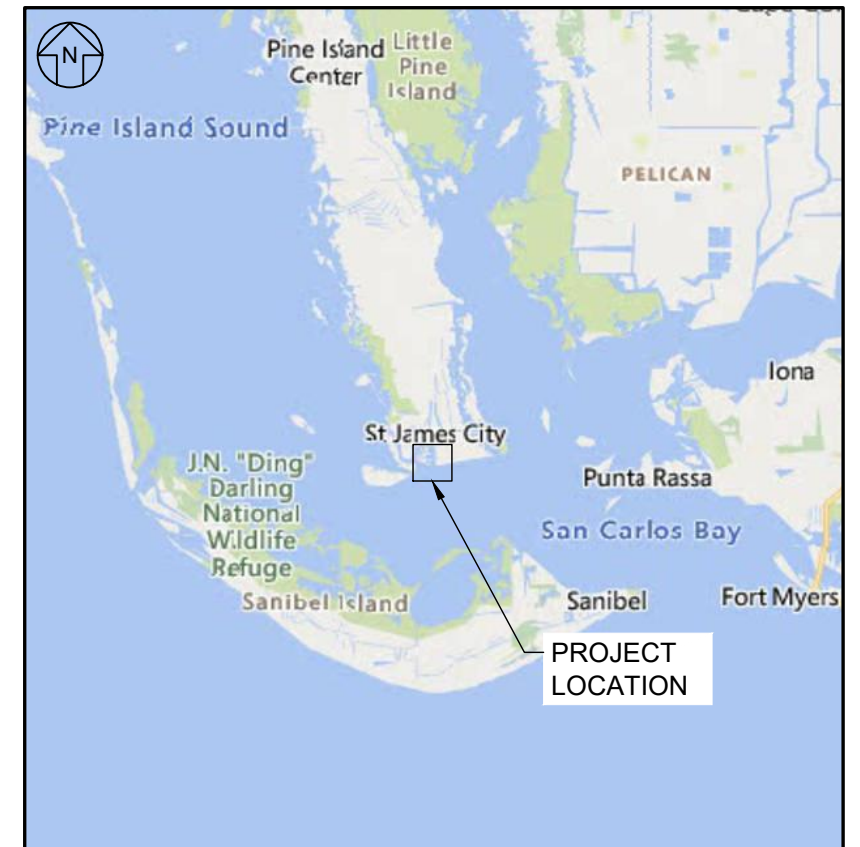 N
Pine Island
Center
Little
Pine
Island
Pine Island Sound
PELICAN
Iona
St James City
J.N. "Ding"
Darling
National
Wildlife
Refuge
Punta Rassa
San Carlos Bay
Sanibel Island
Sanibel
Fort Myers
PROJECT
LOCATION